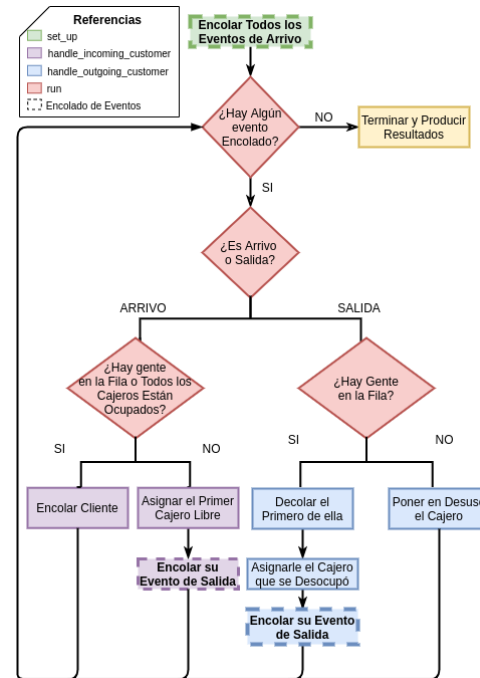 Referencias
set_up
handle_incoming_customer
handle_outgoing_customer
run
Encolado de Eventos
Encolar Todos los
Eventos de Arrivo
¿Hay Algún
evento
Encolado?
NO
Terminar y Producir
Resultados
SI
¿Es Arrivo
o Salida?
ARRIVO
SALIDA
¿Hay gente
en la Fila o Todos los
Cajeros Están
Ocupados?
¿Hay Gente
en la Fila?
SI
NO
SI
NO
Encolar Cliente
Asignar el Primer
Cajero Libre
Decolar el
Primero de ella
Poner en Desuso
el Cajero
Encolar su
Evento de Salida
Asignarle el Cajero
que se Desocupó
Encolar su Evento
de Salida